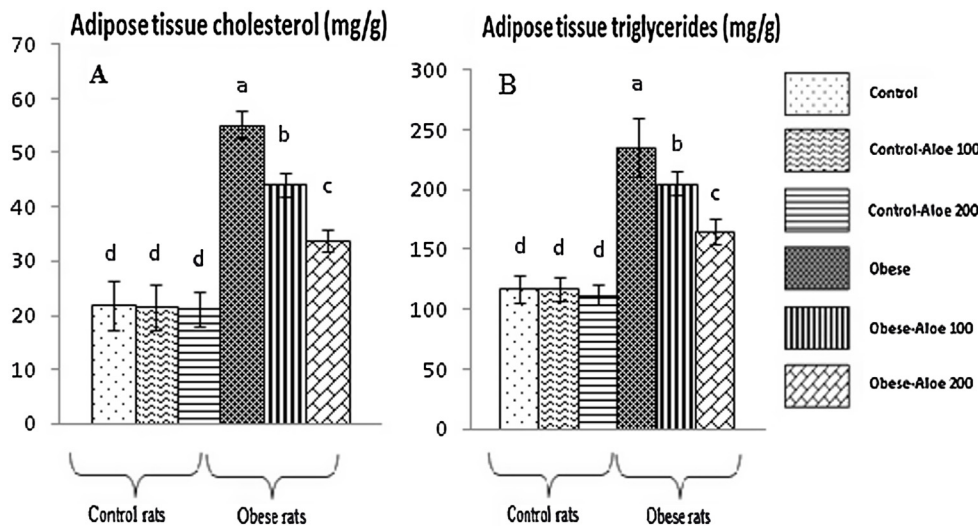 Adipose tissue cholesterol (mg/g)
70
60
50
40
30
20
10
0
A
d
d
d
a
b
c
Control rats
Obese rats
Adipose tissue triglycerides (mg/g)
300
250
200
150
100
50
0
B
d
d
d
a
b
c
Control rats
Obese rats
Control
Control-Aloe 100
Control-Aloe 200
Obese
Obese-Aloe 100
Obese-Aloe 200